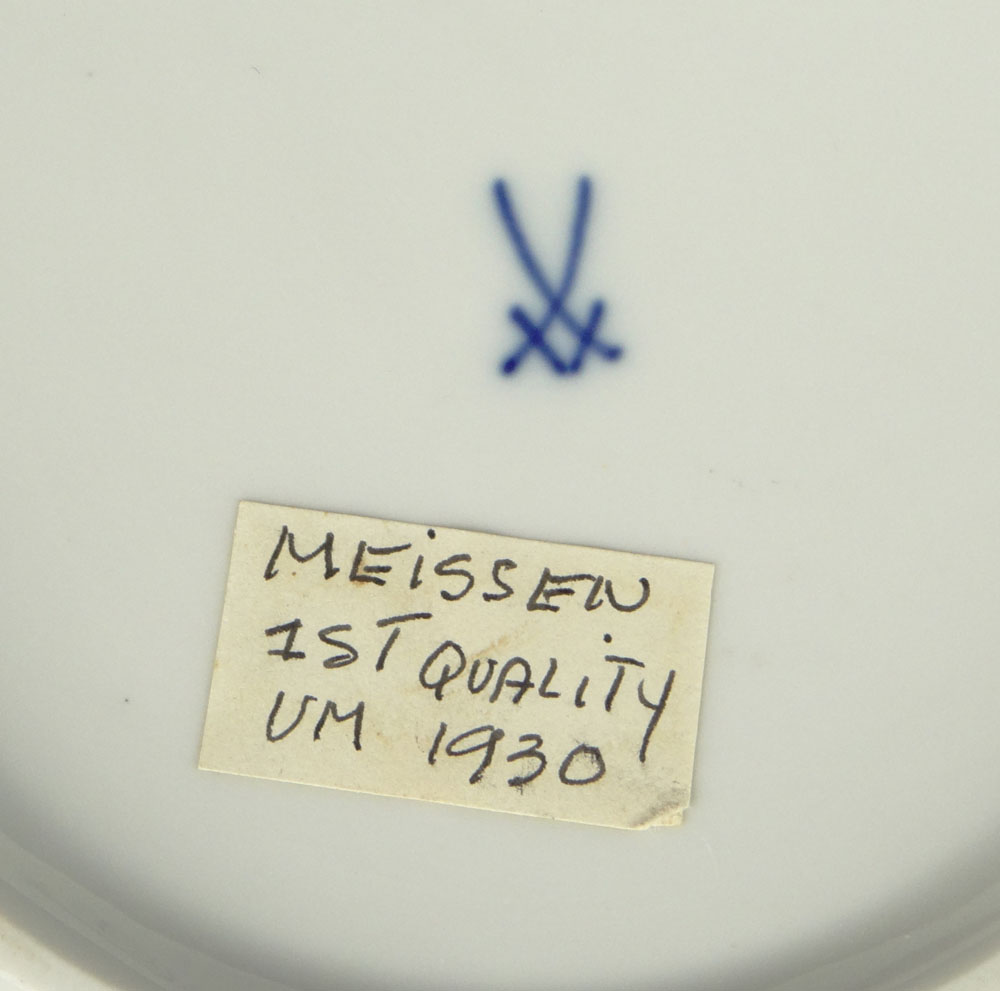 MEiSSEN
1ST QUALiTY
UM 1930